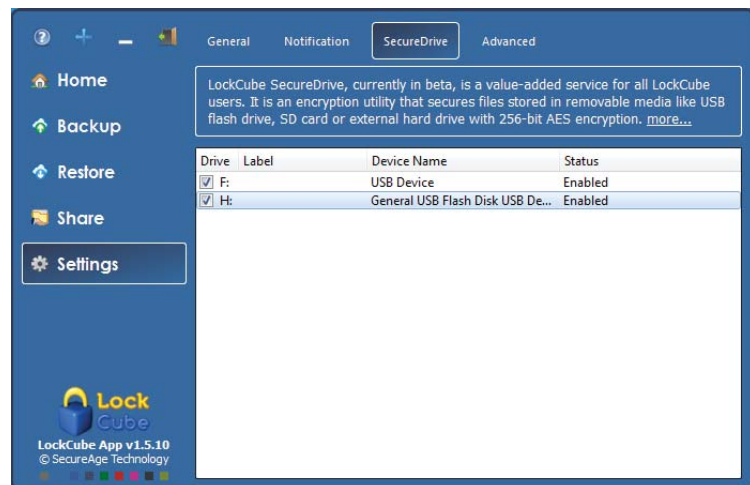 General Notification SecureDrive Advanced
Home
Backup
Restore
Share
Settings
LockCube SecureDrive, currently in beta, is a value-added service for all LockCube
users. It is an encryption utility that secures files stored in removable media like USB
flash drive, SD card or external hard drive with 256-bit AES encryption. more...
Drive Label Device Name Status
F: USB Device Enabled
H: General USB Flash Disk USB De... Enabled
Lock
Cube
LockCube App v1.5.10
© SecureAge Technology